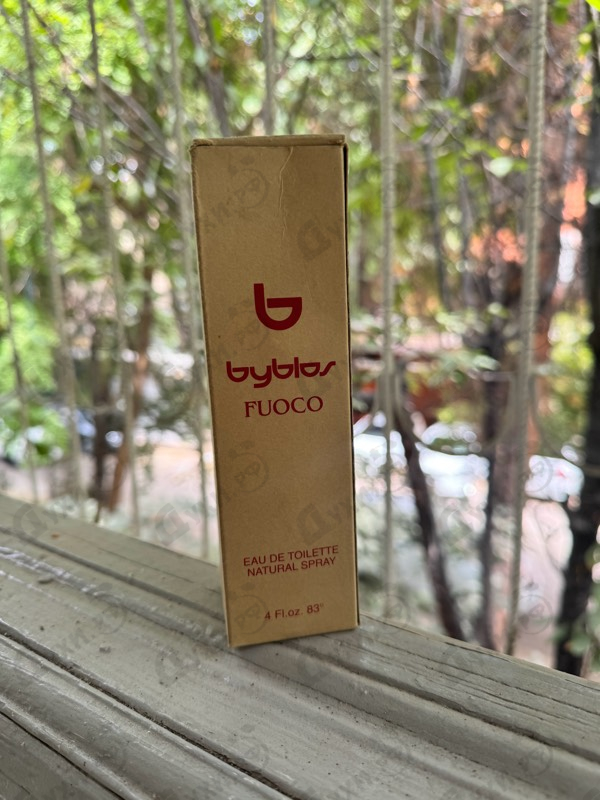 b
byblos
FUOCO
EAU DE TOILETTE
NATURAL SPRAY
4 Fl.oz. 83°